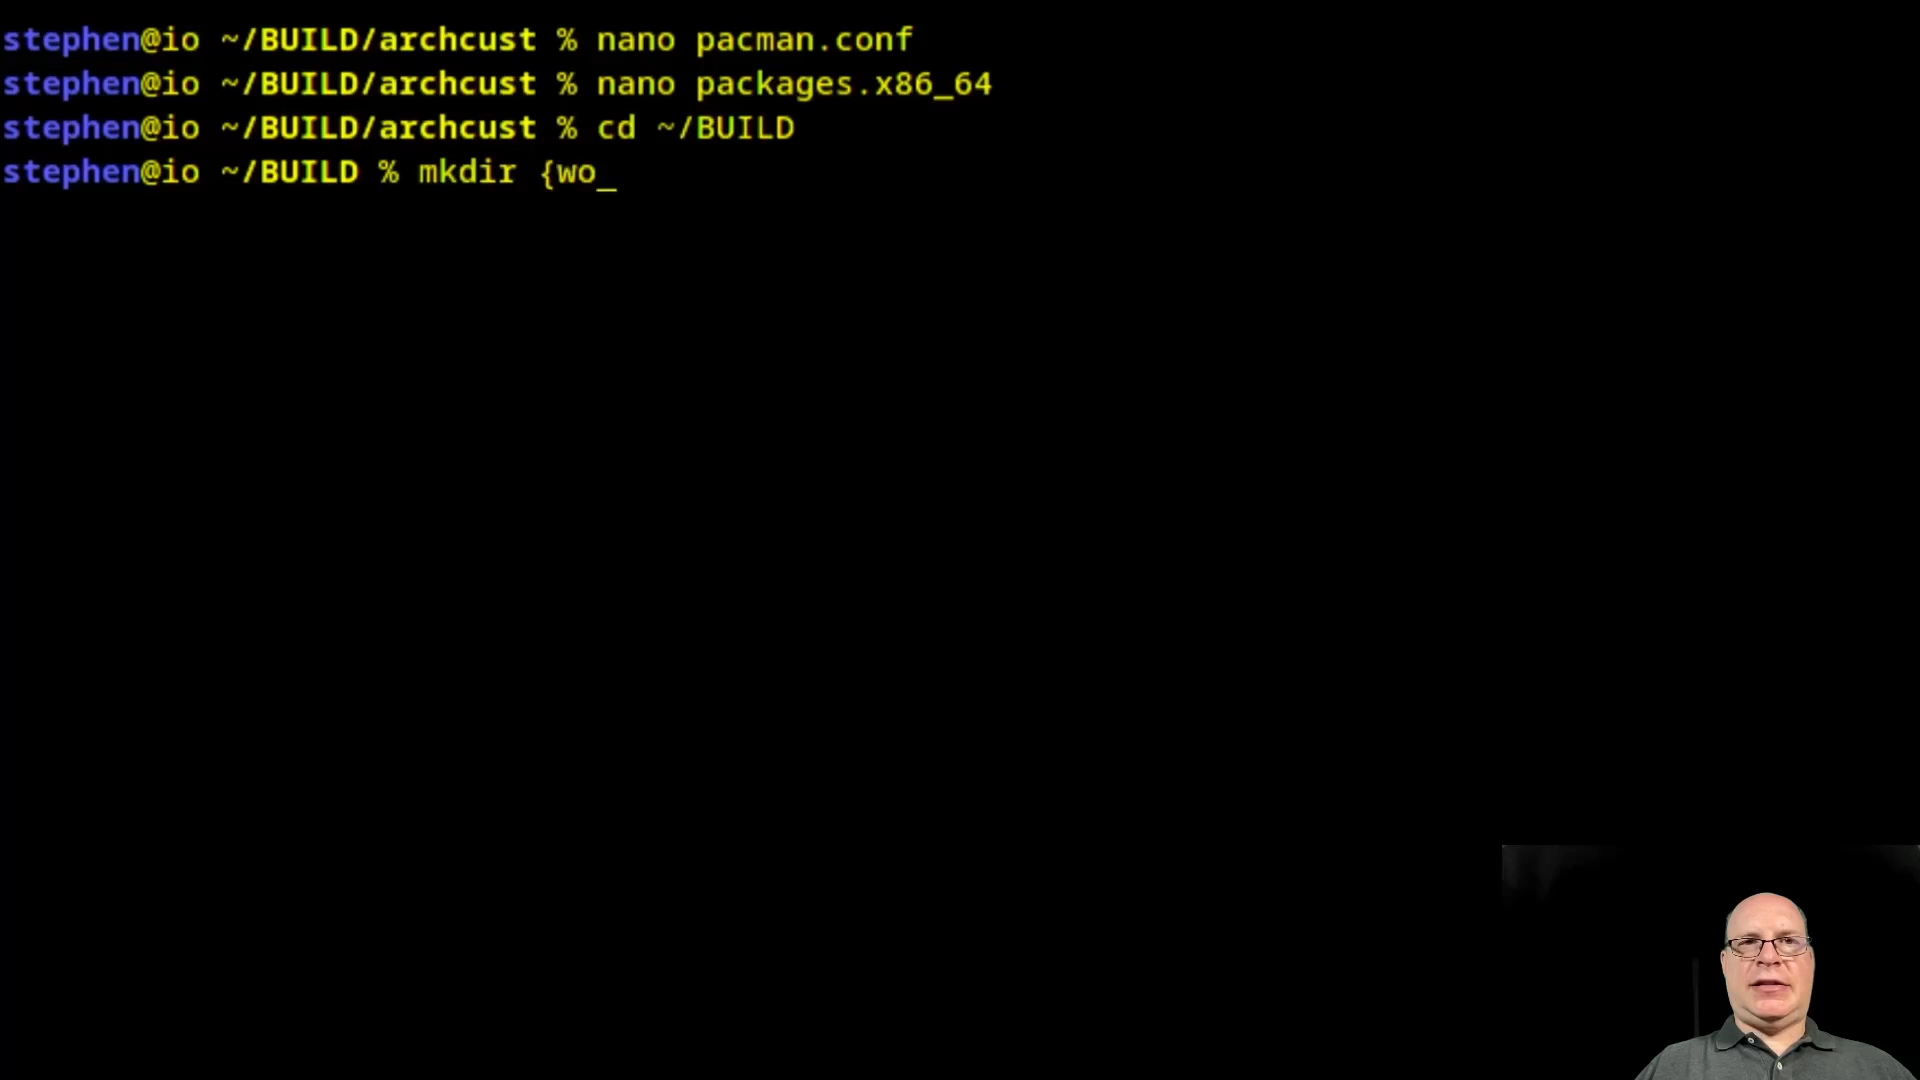 stephen@io ~/BUILD/archcust % nano pacman.conf
stephen@io ~/BUILD/archcust % nano packages.x86_64
stephen@io ~/BUILD/archcust % cd ~/BUILD
stephen@io ~/BUILD % mkdir {wo_